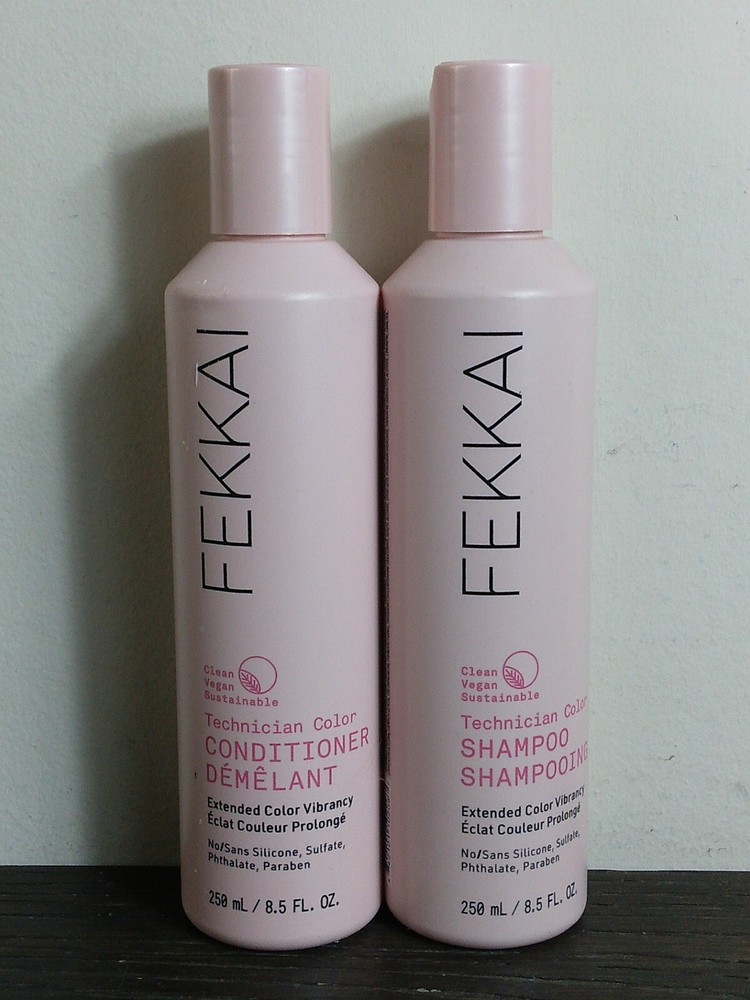 FEKKAI
Clean
Vegan
Sustainable
Technician Color
CONDITIONER
DÉMÊLANT
Extended Color Vibrancy
Éclat Couleur Prolongé
No/Sans Silicone, Sulfate,
Phthalate, Paraben
250 mL / 8.5 FL. OZ.
FEKKAI
Clean
Vegan
Sustainable
Technician Color
SHAMPOO
SHAMPOOING
Extended Color Vibrancy
Éclat Couleur Prolongé
No/Sans Silicone, Sulfate,
Phthalate, Paraben
250 mL / 8.5 FL. OZ.